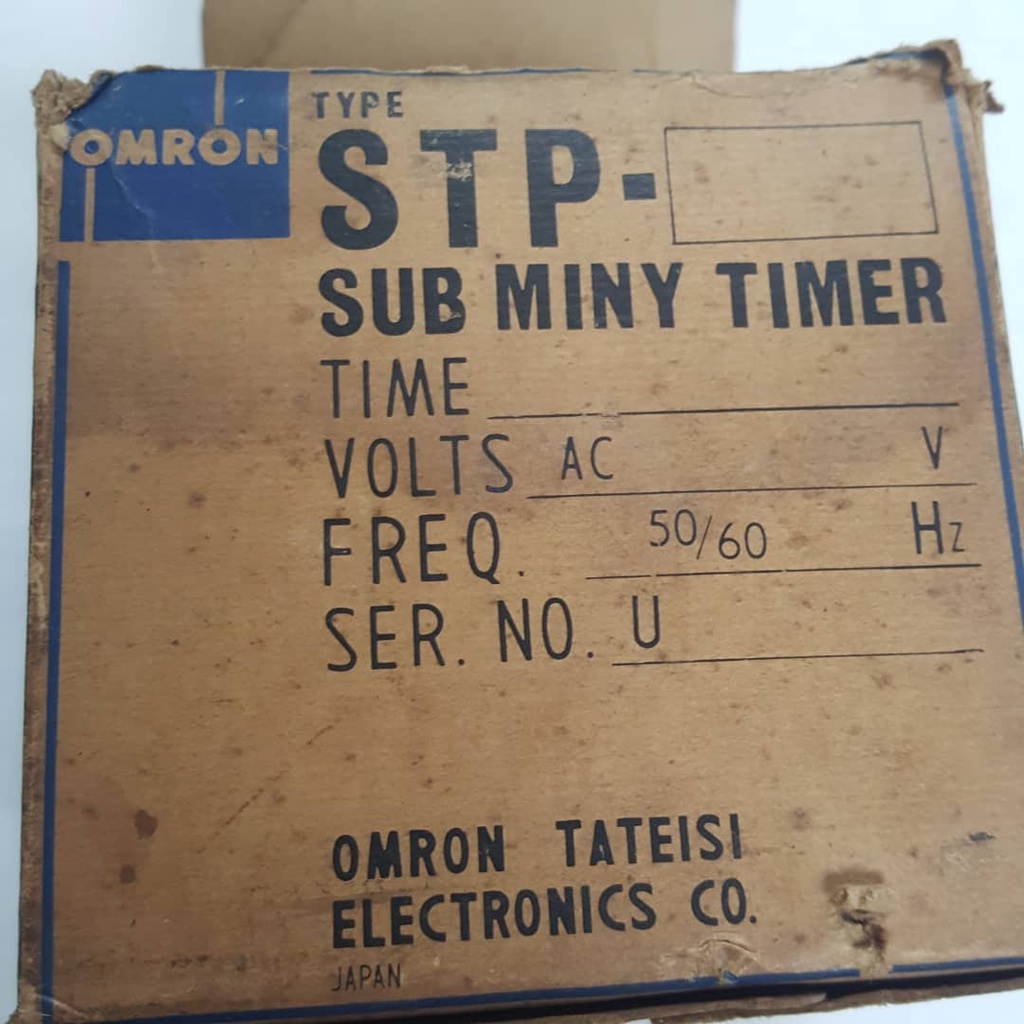 OMRON
TYPE
STP-
SUB MINY TIMER
TIME
VOLTS AC V
FREQ. 50/60 Hz
SER. NO. U
OMRON TATEISI
ELECTRONICS CO.
JAPAN